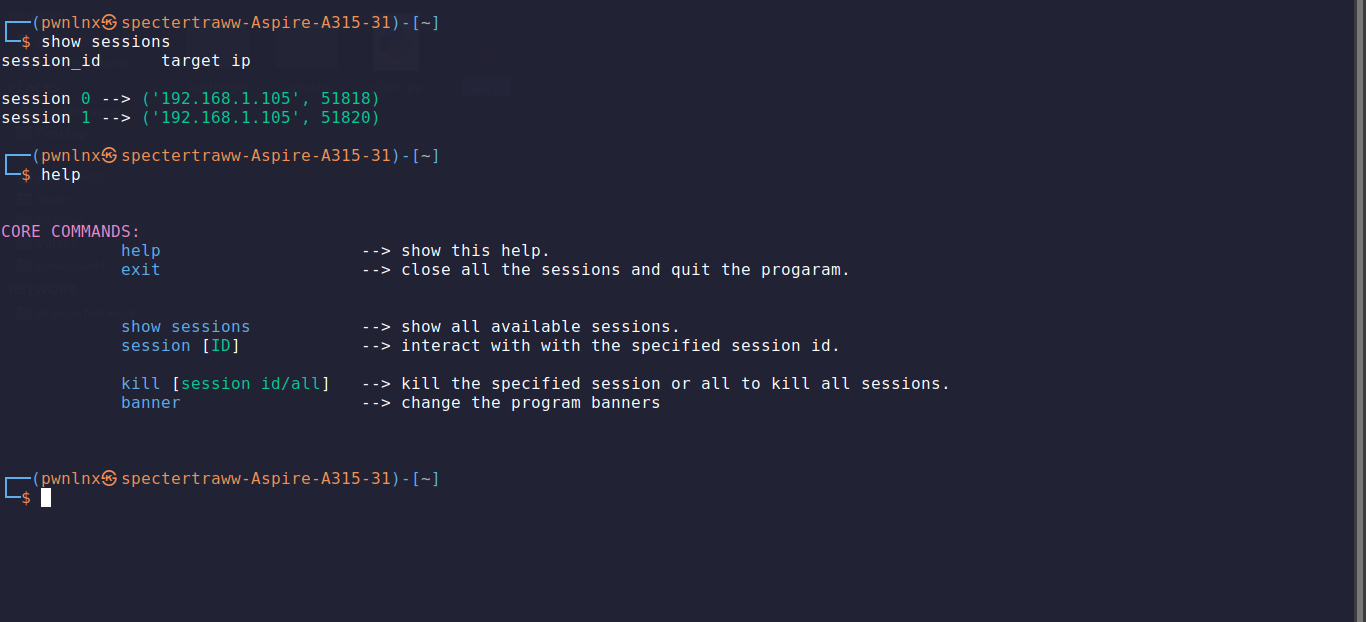 ┌──(pwnlnx㉿spectertraww-Aspire-A315-31)-[~]
└─$ show sessions
session_id      target ip
session 0 --> ('192.168.1.105', 51818)
session 1 --> ('192.168.1.105', 51820)
┌──(pwnlnx㉿spectertraww-Aspire-A315-31)-[~]
└─$ help
CORE COMMANDS:
help                    --> show this help.
exit                    --> close all the sessions and quit the progaram.
show sessions           --> show all available sessions.
session [ID]            --> interact with with the specified session id.
kill [session id/all]   --> kill the specified session or all to kill all sessions.
banner                  --> change the program banners
┌──(pwnlnx㉿spectertraww-Aspire-A315-31)-[~]
└─$